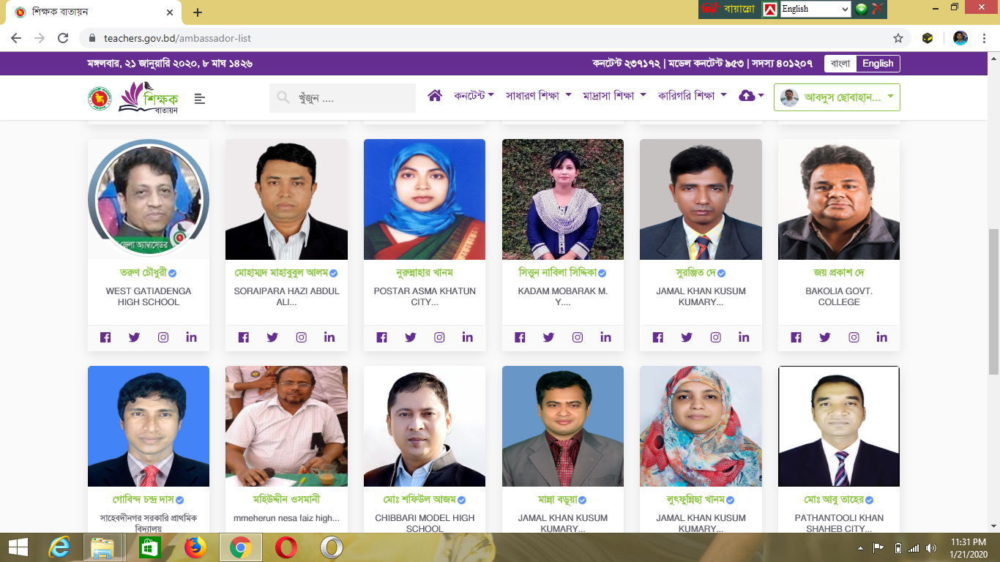 শিক্ষক বাতায়ন
বায়ান্নো
English
teachers.gov.bd/ambassador-list
মঙ্গলবার, ২১ জানুয়ারি ২০২০, ৮ মাঘ ১৪২৬
কনটেন্ট ২৩৭১৭২ | মডেল কনটেন্ট ৯৫৩ | সদস্য ৪০১২০৭
বাংলা English
শিক্ষক
বাতায়ন
খুঁজুন ....
কনটেন্ট সাধারণ শিক্ষা মাদ্রাসা শিক্ষা কারিগরি শিক্ষা
আবদুস ছোবাহান...
জেলা অ্যাম্বাসেডর
তরুণ চৌধুরী মোহাম্মদ মাহাবুবুল আলম নুরুন্নাহার খানম সিত্তুন নাবিলা সিদ্দিকা সুরঞ্জিত দে জয় প্রকাশ দে
WEST GATIADENGA SORAIPARA HAZI ABDUL POSTAR ASMA KHATUN KADAM MOBARAK M. JAMAL KHAN KUSUM BAKOLIA GOVT.
HIGH SCHOOL ALI... CITY... Y.... KUMARY... COLLEGE
গোবিন্দ চন্দ্র দাস মহিউদ্দীন ওসমানী মোঃ শফিউল আজম মান্না বড়ূয়া লুৎফুন্নিছা খানম মোঃ আবু তাহের
সাহেবদীনগর সরকারি প্রাথমিক mmeherun nesa faiz high... CHIBBARI MODEL HIGH JAMAL KHAN KUSUM JAMAL KHAN KUSUM PATHANTOOLI KHAN
বিদ্যালয় SCHOOL KUMARY... KUMARY... SHAHEB CITY...
11:31 PM
1/21/2020